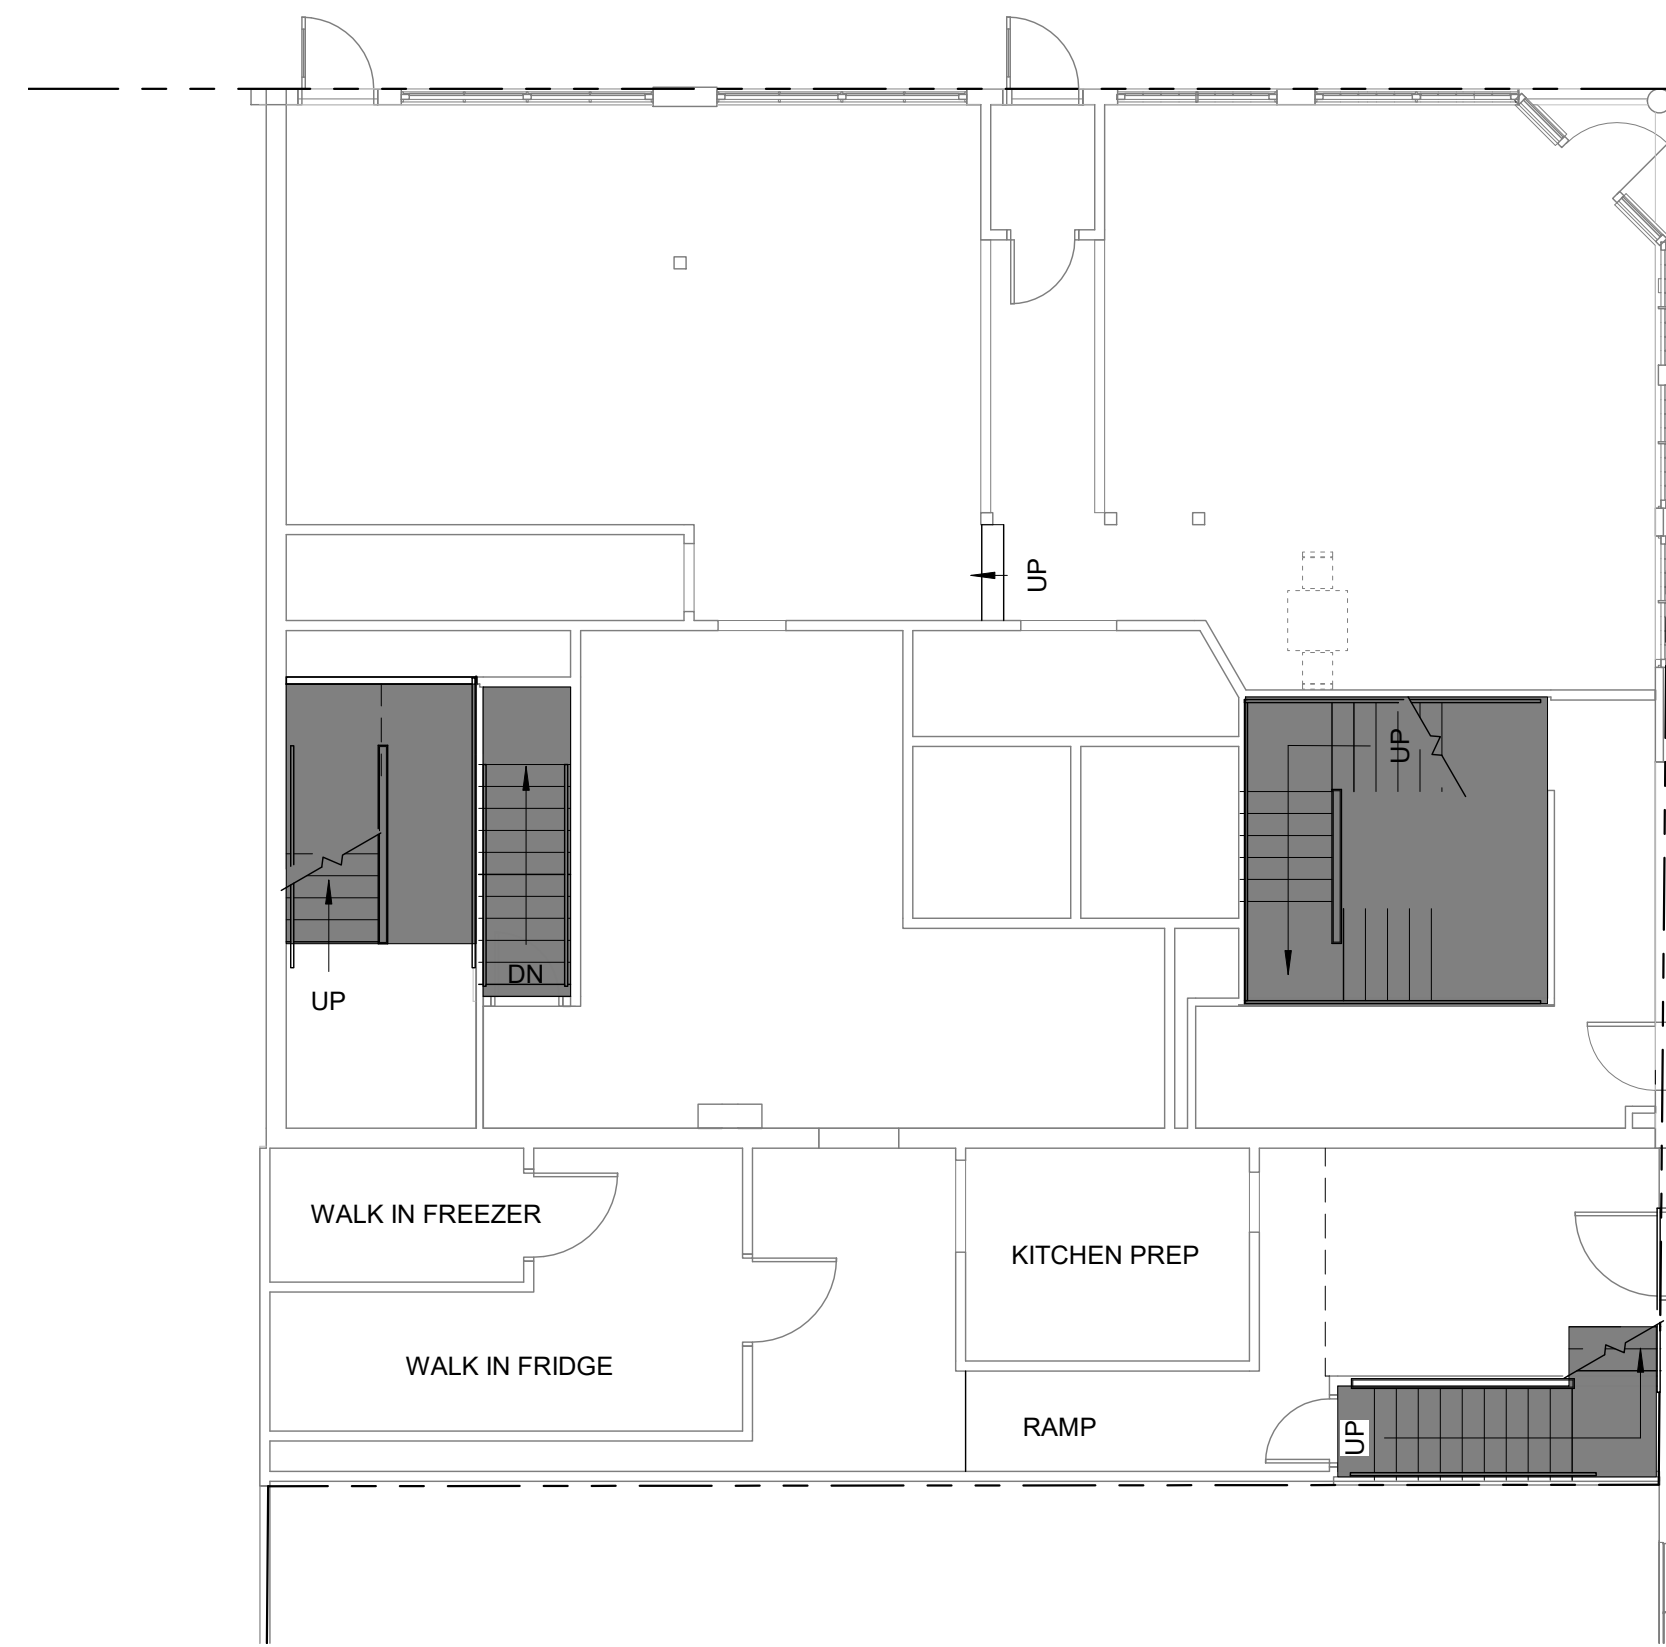 UP
UP
DN
UP
WALK IN FREEZER
KITCHEN PREP
WALK IN FRIDGE
RAMP
UP